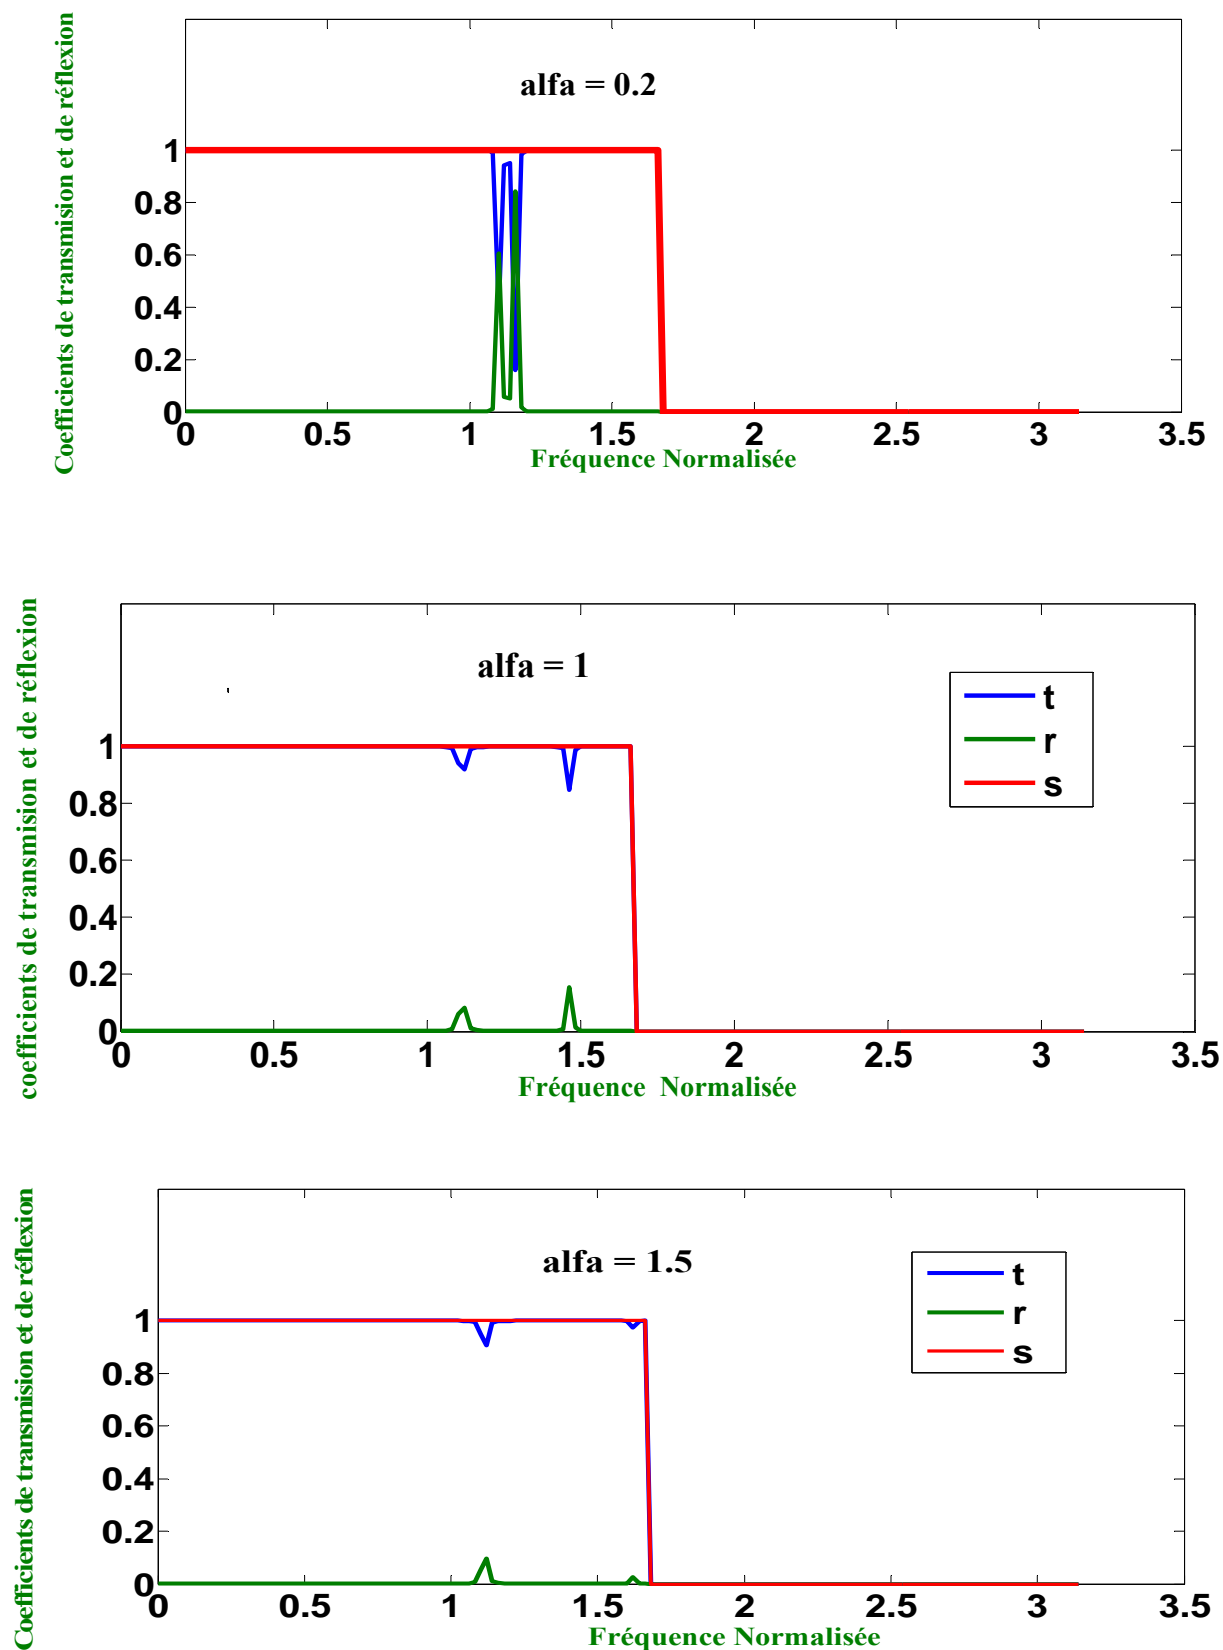 Coefficients de transmision et de réflexion
alfa = 0.2
1
0.8
0.6
0.4
0.2
0
0 0.5 1 1.5 2 2.5 3 3.5
Fréquence Normalisée
coefficients de transmision et de réflexion
alfa = 1
t
r
s
1
0.8
0.6
0.4
0.2
0
0 0.5 1 1.5 2 2.5 3 3.5
Fréquence Normalisée
Coefficients de transmision et de réflexion
alfa = 1.5
t
r
s
1
0.8
0.6
0.4
0.2
0
0 0.5 1 1.5 2 2.5 3 3.5
Fréquence Normalisée